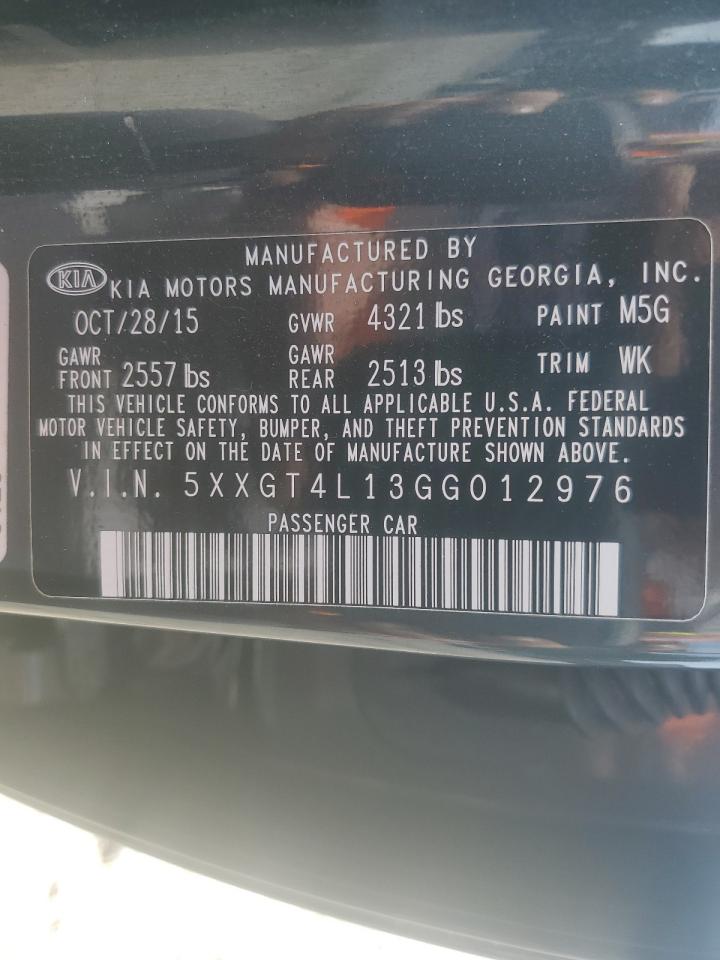 MANUFACTURED BY
KIA KIA MOTORS MANUFACTURING GEORGIA, INC.
OCT/28/15 GVWR 4321 lbs PAINT M5G
GAWR FRONT 2557 lbs GAWR REAR 2513 lbs TRIM WK
THIS VEHICLE CONFORMS TO ALL APPLICABLE U.S.A. FEDERAL
MOTOR VEHICLE SAFETY, BUMPER, AND THEFT PREVENTION STANDARDS
IN EFFECT ON THE DATE OF MANUFACTURE SHOWN ABOVE.
V.I.N. 5XXGT4L13GG012976
PASSENGER CAR